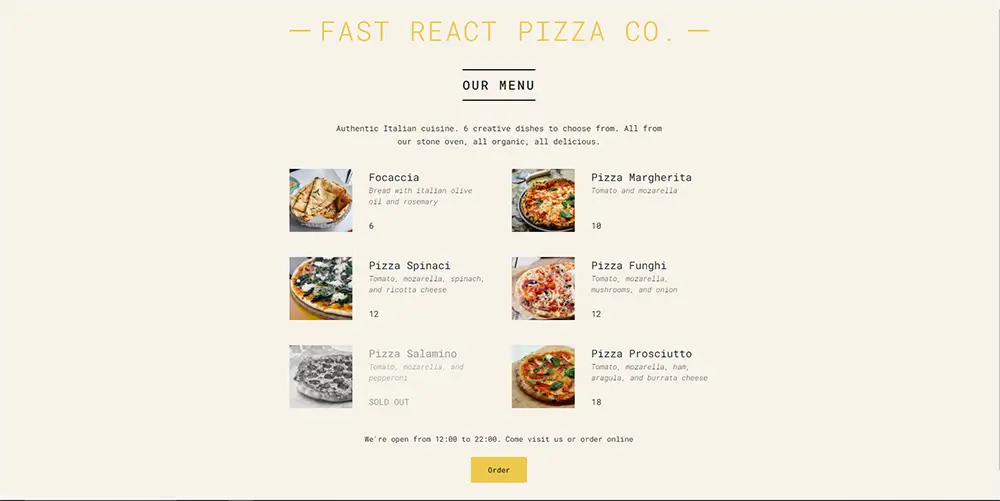 — FAST REACT PIZZA CO. —
OUR MENU
Authentic Italian cuisine. 6 creative dishes to choose from. All from
our stone oven, all organic, all delicious.
Focaccia
Bread with italian olive
oil and rosemary
6
Pizza Margherita
Tomato and mozarella
10
Pizza Spinaci
Tomato, mozarella, spinach,
and ricotta cheese
12
Pizza Funghi
Tomato, mozarella,
mushrooms, and onion
12
Pizza Salamino
Tomato, mozarella, and
pepperoni
SOLD OUT
Pizza Prosciutto
Tomato, mozarella, ham,
aragula, and burrata cheese
18
We're open from 12:00 to 22:00. Come visit us or order online
Order